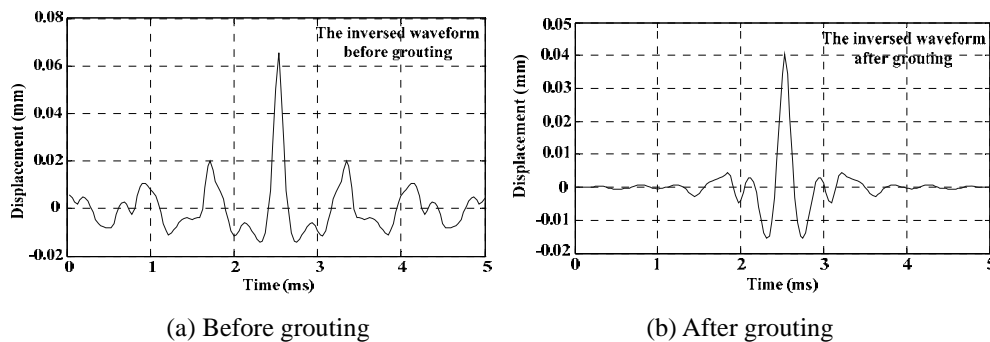 The inversed waveform
before grouting
Displacement (mm)
0.08
0.06
0.04
0.02
0
-0.02
0 1 2 3 4 5
Time (ms)
(a) Before grouting
The inversed waveform
after grouting
Displacement (mm)
0.05
0.04
0.03
0.02
0.01
0
-0.01
-0.02
0 1 2 3 4 5
Time (ms)
(b) After grouting